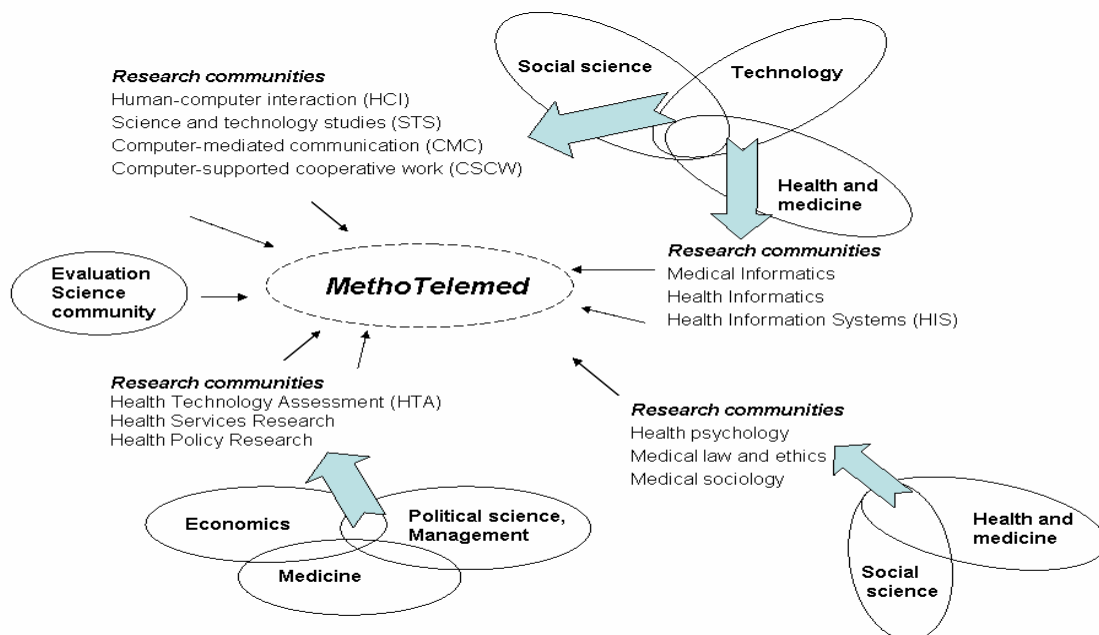 Social science
Technology
Health and
medicine
Research communities
Human-computer interaction (HCI)
Science and technology studies (STS)
Computer-mediated communication (CMC)
Computer-supported cooperative work (CSCW)
Research communities
Medical Informatics
Health Informatics
Health Information Systems (HIS)
Evaluation
Science
community
MethoTelemed
Research communities
Health Technology Assessment (HTA)
Health Services Research
Health Policy Research
Research communities
Health psychology
Medical law and ethics
Medical sociology
Economics
Political science,
Management
Medicine
Health and
medicine
Social
science